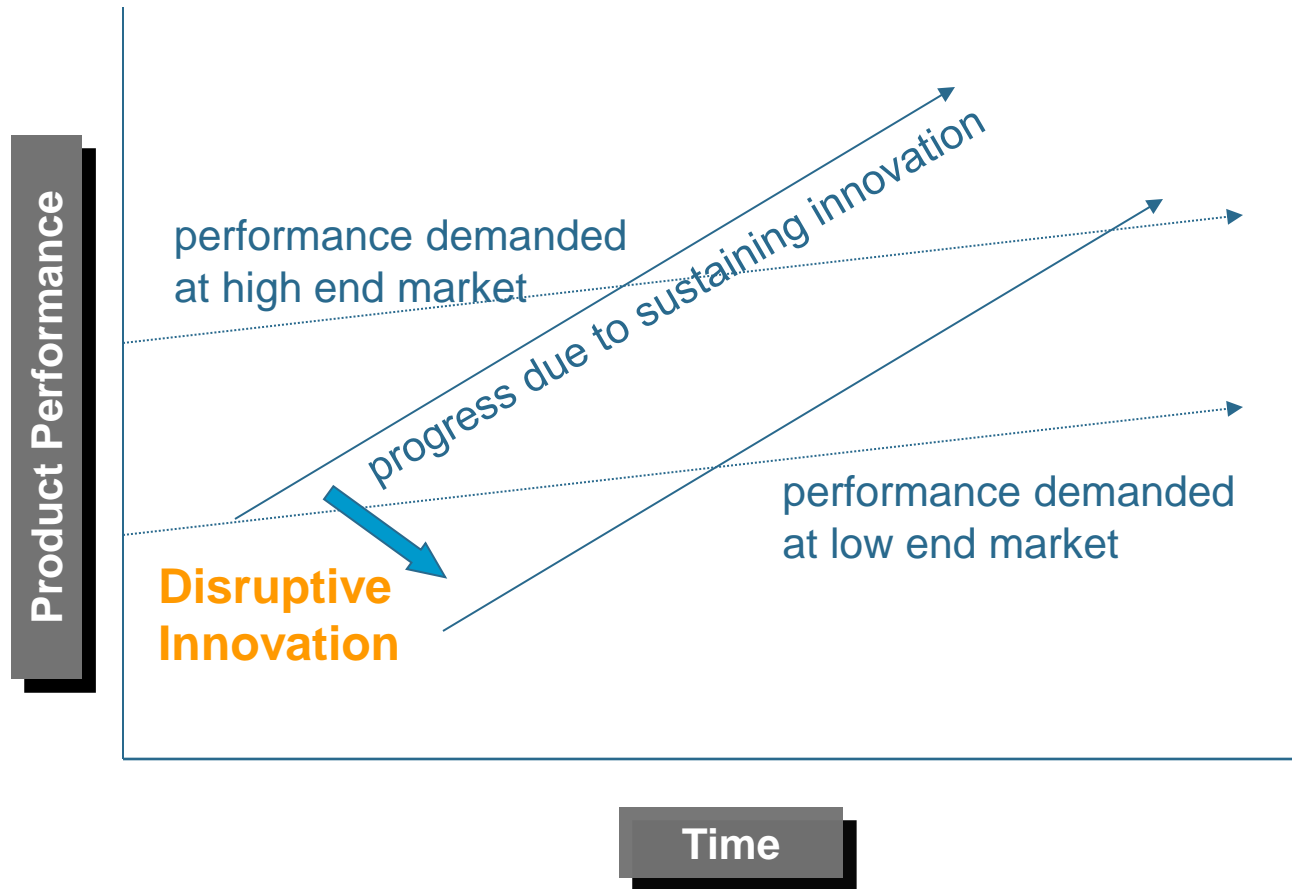 Product Performance
performance demanded
at high end market
progress due to sustaining innovation
performance demanded
at low end market
Disruptive
Innovation
Time